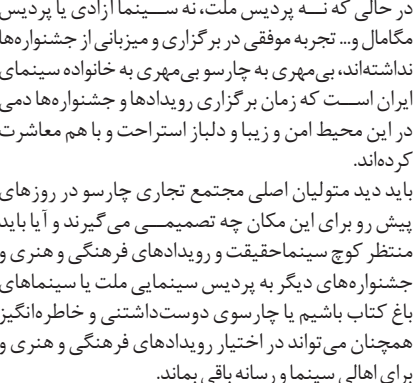 در حالی که نه پردیس ملت، نه سینما آزادی یا پردیس
مگامال و... تجربه موفقی در برگزاری و میزبانی از جشنواره‌ها
نداشته‌اند، بی‌مهری به چارسو بی‌مهری به خانواده سینمای
ایران است که زمان برگزاری رویدادها و جشنواره‌ها دمی
در این محیط امن و زیبا و دلباز استراحت و با هم معاشرت
کرده‌اند.
باید دید متولیان اصلی مجتمع تجاری چارسو در روزهای
پیش رو برای این مکان چه تصمیمی می‌گیرند و آیا باید
منتظر کوچ سینماحقیقت و رویدادهای فرهنگی و هنری و
جشنواره‌های دیگر به پردیس سینمایی ملت یا سینماهای
باغ کتاب باشیم یا چارسوی دوست‌داشتنی و خاطره‌انگیز
همچنان می‌تواند در اختیار رویدادهای فرهنگی و هنری و
برای اهالی سینما و رسانه باقی بماند.